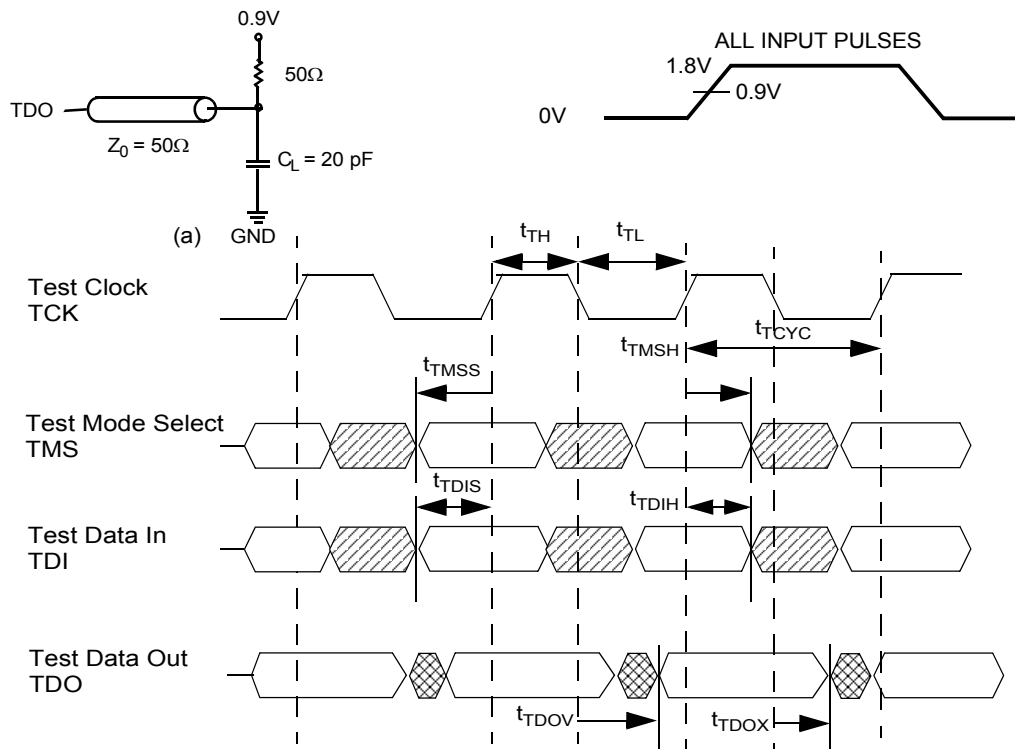 0.9V
ALL INPUT PULSES
50Ω
1.8V
0.9V
TDO
0V
Z0 = 50Ω
CL = 20 pF
(a)
GND
tTH
tTL
Test Clock
TCK
tTCYC
tTMSH
tTMSS
Test Mode Select
TMS
tTDIS
tTDIH
Test Data In
TDI
Test Data Out
TDO
tTDOV
tTDOX